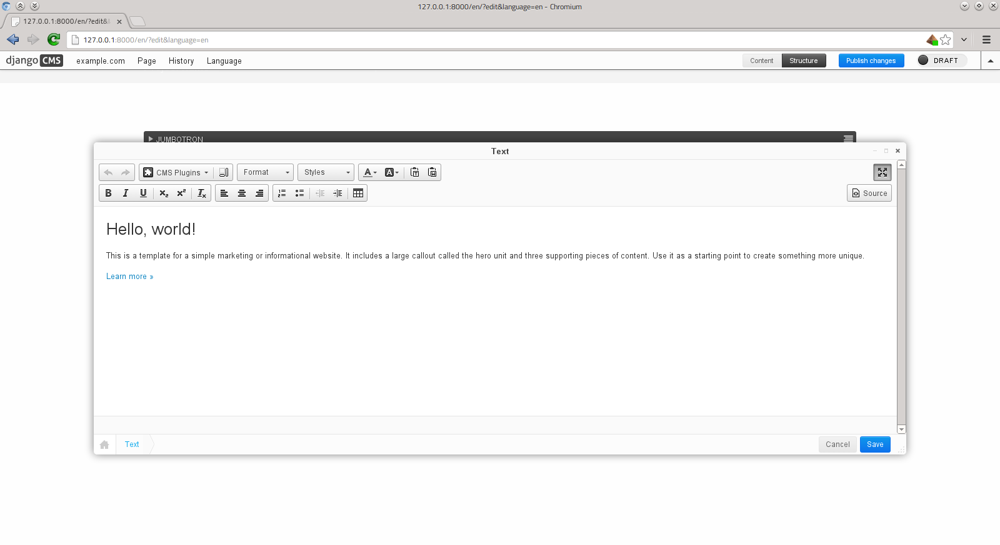 127.0.0.1:8000/en/?edit&language=en - Chromium
127.0.0.1:8000/en/?edit&l
127.0.0.1:8000/en/?edit&language=en
django CMS example.com Page History Language Content Structure Publish changes DRAFT
JUMBOTRON
Text
CMS Plugins Format Styles A A
B I U x₂ x² Tx Source
Hello, world!
This is a template for a simple marketing or informational website. It includes a large callout called the hero unit and three supporting pieces of content. Use it as a starting point to create something more unique.
Learn more »
Text Cancel Save